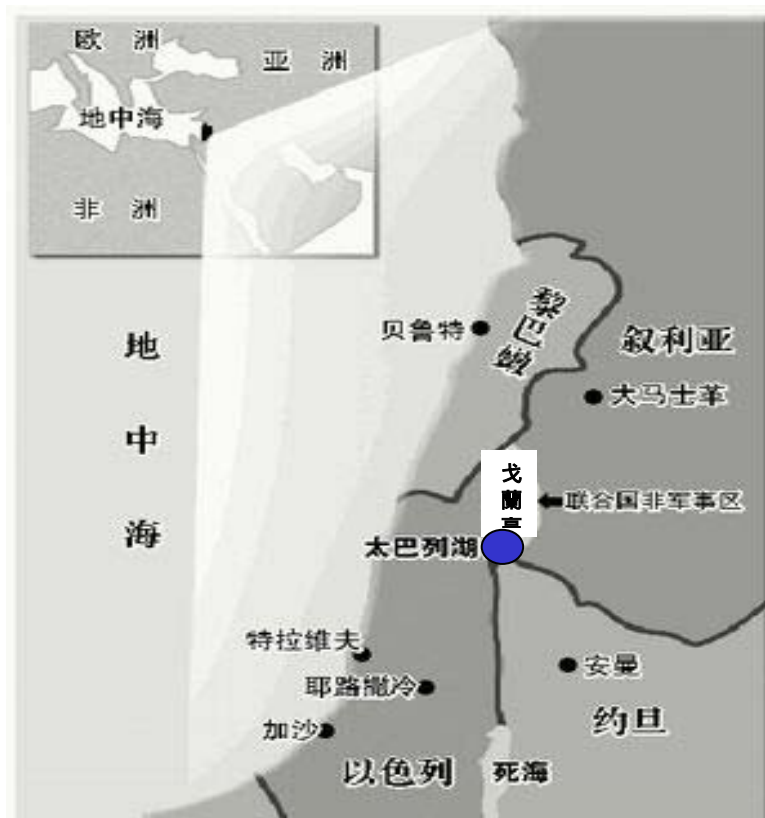 欧 洲
亚 洲
地中海
非 洲
地
中
海
黎巴嫩
贝鲁特
叙利亚
大马士革
戈
蘭
高
联合国非军事区
太巴列湖
特拉维夫
耶路撒冷
安曼
约旦
加沙
以色列
死海